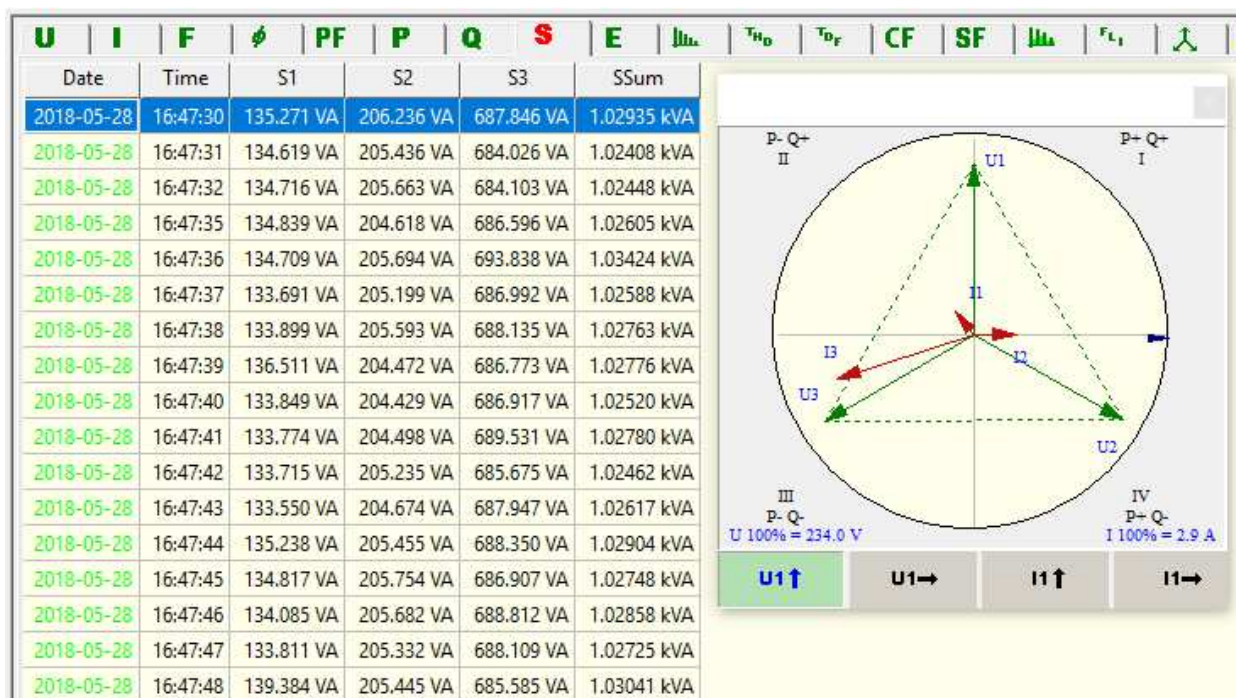 U I F ϕ PF P Q S E THD TDF CF SF FLI
Date Time S1 S2 S3 SSum
2018-05-28 16:47:30 135.271 VA 206.236 VA 687.846 VA 1.02935 kVA
2018-05-28 16:47:31 134.619 VA 205.436 VA 684.026 VA 1.02408 kVA
2018-05-28 16:47:32 134.716 VA 205.663 VA 684.103 VA 1.02448 kVA
2018-05-28 16:47:35 134.839 VA 204.618 VA 686.596 VA 1.02605 kVA
2018-05-28 16:47:36 134.709 VA 205.694 VA 693.838 VA 1.03424 kVA
2018-05-28 16:47:37 133.691 VA 205.199 VA 686.992 VA 1.02588 kVA
2018-05-28 16:47:38 133.899 VA 205.593 VA 688.135 VA 1.02763 kVA
2018-05-28 16:47:39 136.511 VA 204.472 VA 686.773 VA 1.02776 kVA
2018-05-28 16:47:40 133.849 VA 204.429 VA 686.917 VA 1.02520 kVA
2018-05-28 16:47:41 133.774 VA 204.498 VA 689.531 VA 1.02780 kVA
2018-05-28 16:47:42 133.715 VA 205.235 VA 685.675 VA 1.02462 kVA
2018-05-28 16:47:43 133.550 VA 204.674 VA 687.947 VA 1.02617 kVA
2018-05-28 16:47:44 135.238 VA 205.455 VA 688.350 VA 1.02904 kVA
2018-05-28 16:47:45 134.817 VA 205.754 VA 686.907 VA 1.02748 kVA
2018-05-28 16:47:46 134.085 VA 205.682 VA 688.812 VA 1.02858 kVA
2018-05-28 16:47:47 133.811 VA 205.332 VA 688.109 VA 1.02725 kVA
2018-05-28 16:47:48 139.384 VA 205.445 VA 685.585 VA 1.03041 kVA
P- Q+
II
P+ Q+
I
U1
I1
I3
I2
U3
U2
III
P- Q-
IV
P+ Q-
U 100% = 234.0 V
I 100% = 2.9 A
U1↑ U1→ I1↑ I1→